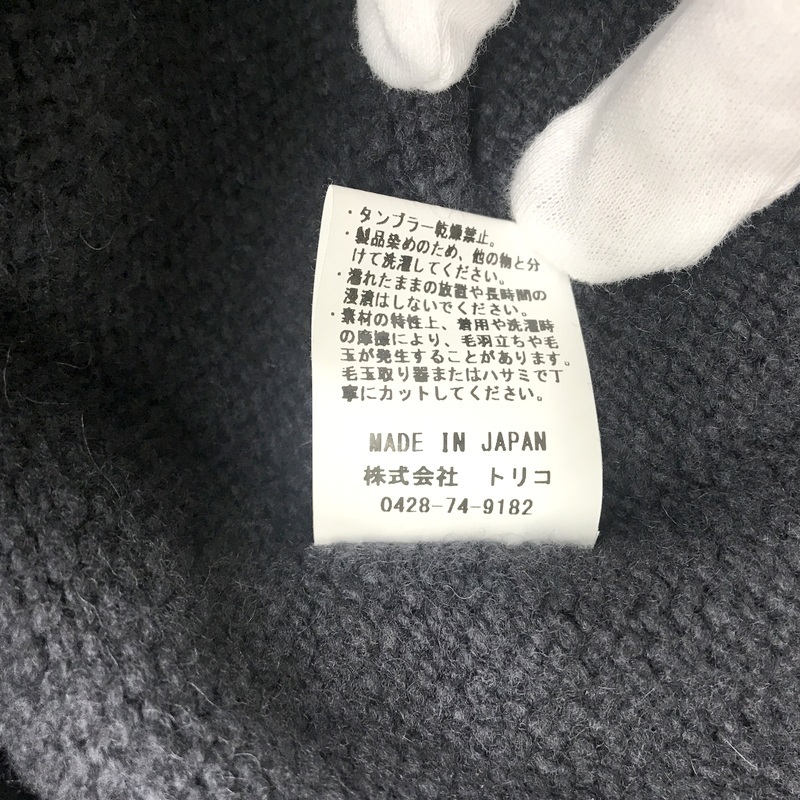 ・タンブラー乾燥禁止。
・製品染めのため、他の物と分
けて洗濯してください。
・濡れたままの放置や長時間の
浸漬はしないでください。
・素材の特性上、着用や洗濯時
の摩擦により、毛羽立ちや毛
玉が発生することがあります。
毛玉取り器またはハサミで丁
寧にカットしてください。
MADE IN JAPAN
株式会社 トリコ
0428-74-9182